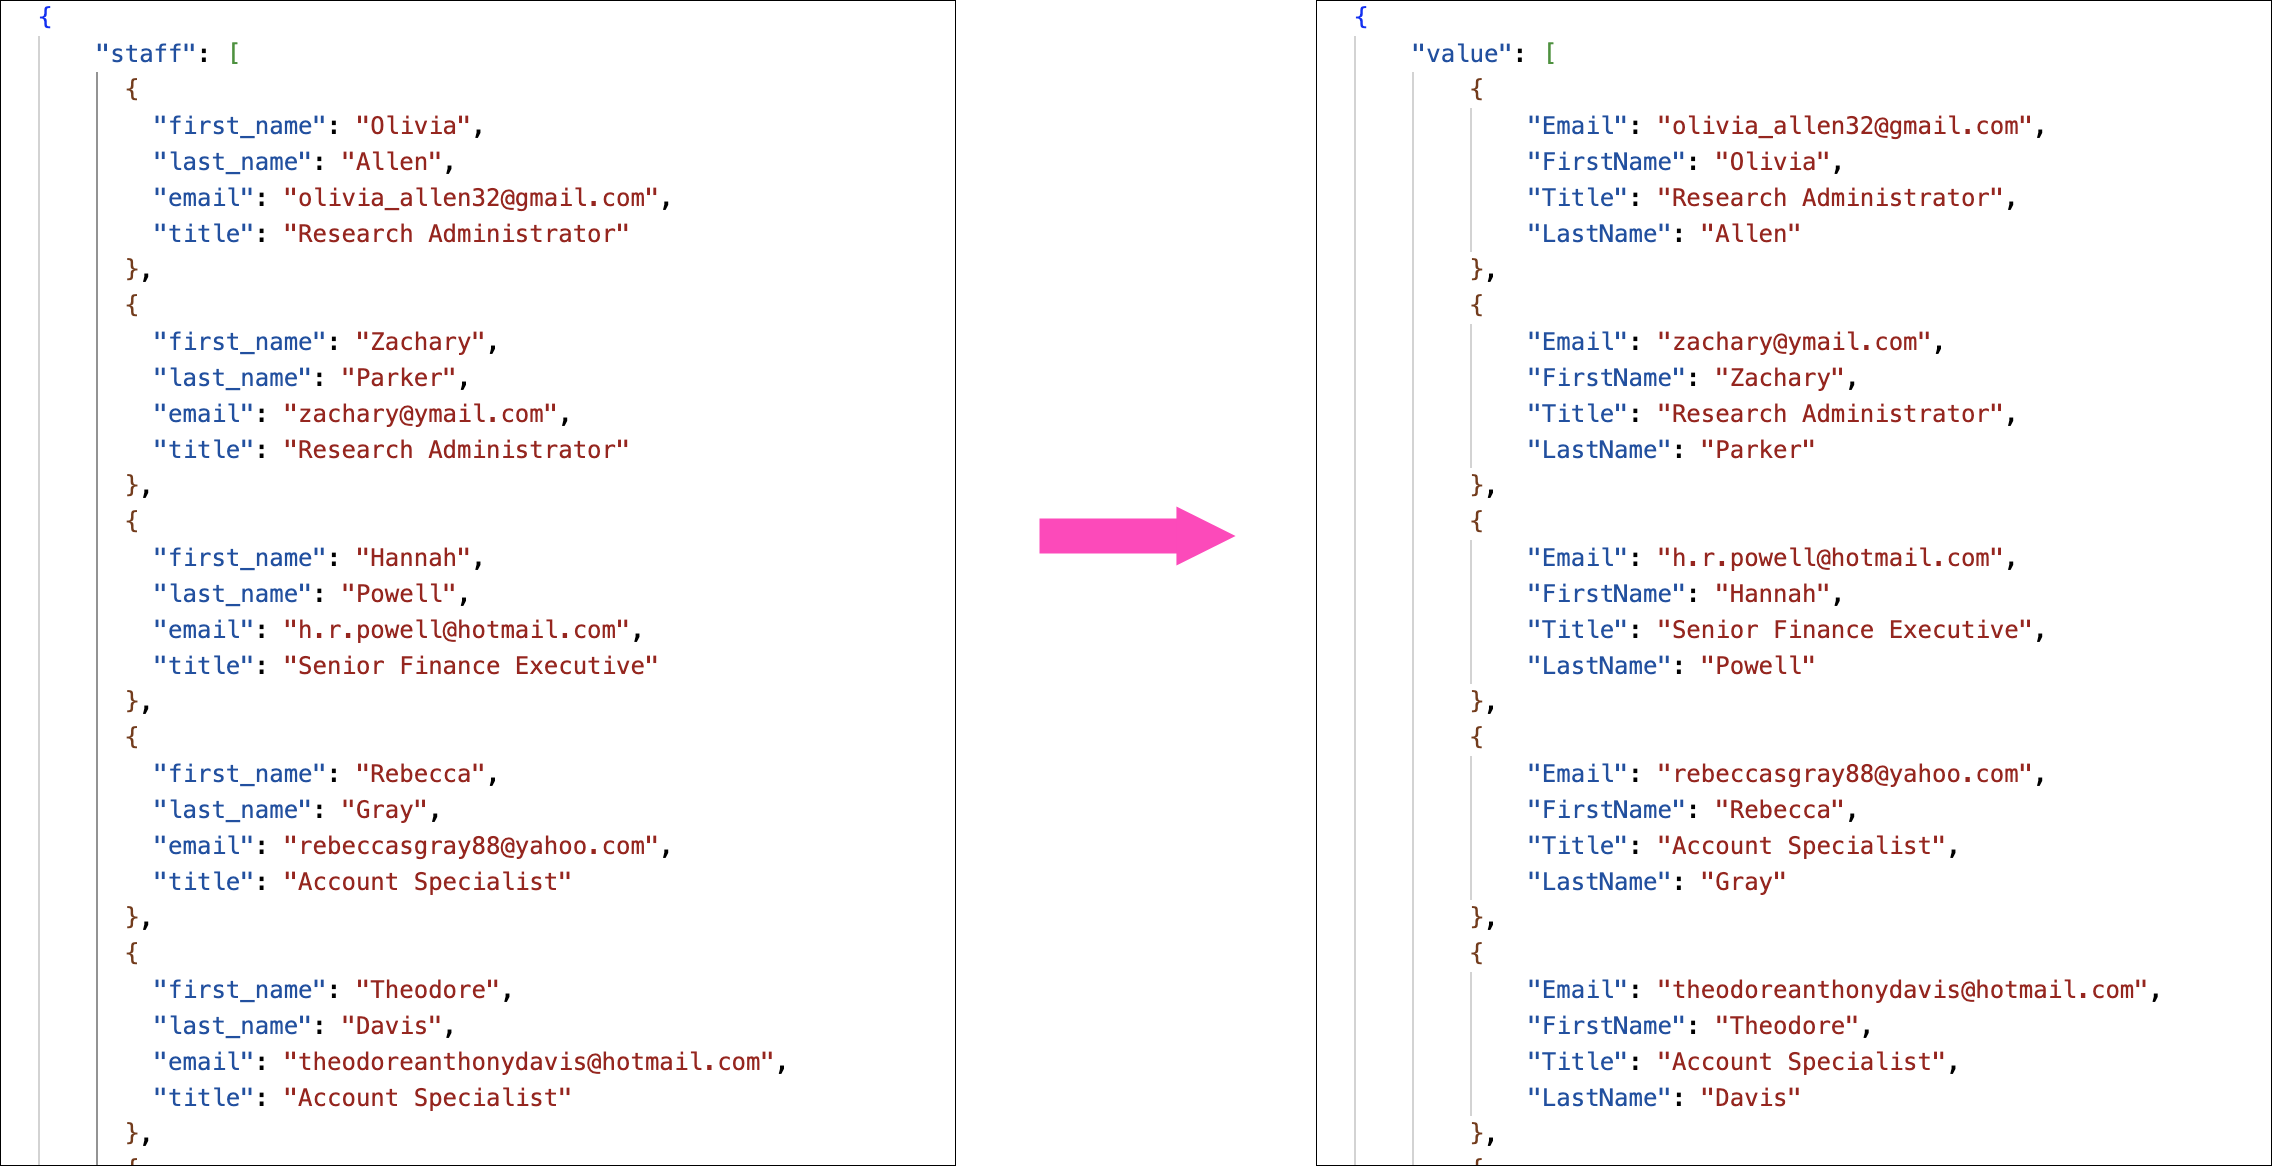 {
"staff": [
{
"first_name": "Olivia",
"last_name": "Allen",
"email": "olivia_allen32@gmail.com",
"title": "Research Administrator"
},
{
"first_name": "Zachary",
"last_name": "Parker",
"email": "zachary@ymail.com",
"title": "Research Administrator"
},
{
"first_name": "Hannah",
"last_name": "Powell",
"email": "h.r.powell@hotmail.com",
"title": "Senior Finance Executive"
},
{
"first_name": "Rebecca",
"last_name": "Gray",
"email": "rebeccasgray88@yahoo.com",
"title": "Account Specialist"
},
{
"first_name": "Theodore",
"last_name": "Davis",
"email": "theodoreanthonydavis@hotmail.com",
"title": "Account Specialist"
},
{
{
"value": [
{
"Email": "olivia_allen32@gmail.com",
"FirstName": "Olivia",
"Title": "Research Administrator",
"LastName": "Allen"
},
{
"Email": "zachary@ymail.com",
"FirstName": "Zachary",
"Title": "Research Administrator",
"LastName": "Parker"
},
{
"Email": "h.r.powell@hotmail.com",
"FirstName": "Hannah",
"Title": "Senior Finance Executive",
"LastName": "Powell"
},
{
"Email": "rebeccasgray88@yahoo.com",
"FirstName": "Rebecca",
"Title": "Account Specialist",
"LastName": "Gray"
},
{
"Email": "theodoreanthonydavis@hotmail.com",
"FirstName": "Theodore",
"Title": "Account Specialist",
"LastName": "Davis"
},
{